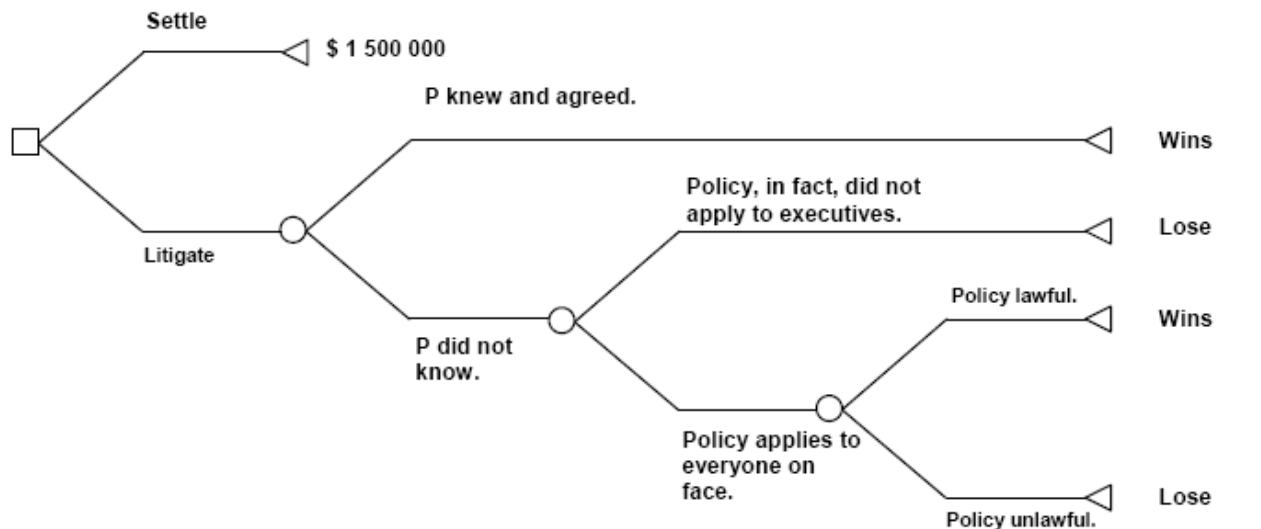 Settle
$ 1 500 000
P knew and agreed.
Wins
Policy, in fact, did not
apply to executives.
Lose
Litigate
Policy lawful.
Wins
P did not
know.
Policy applies to
everyone on
face.
Lose
Policy unlawful.